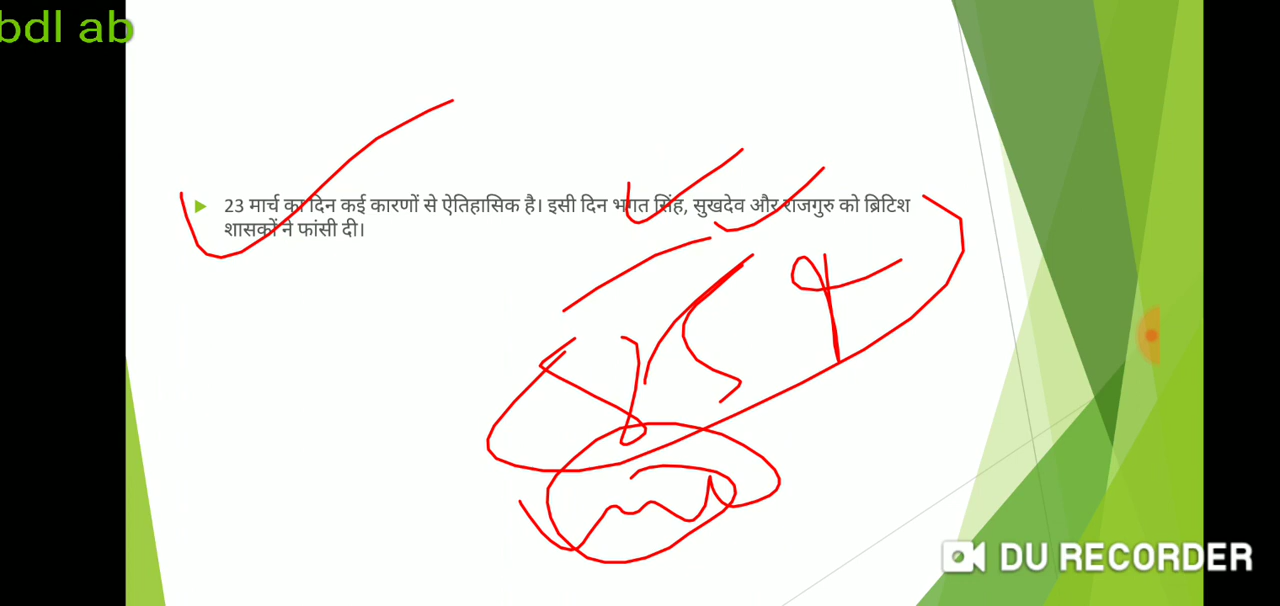 bdl ab
23 मार्च का दिन कई कारणों से ऐतिहासिक है। इसी दिन भगत सिंह, सुखदेव और राजगुरु को ब्रिटिश
शासकों ने फांसी दी।
DU RECORDER